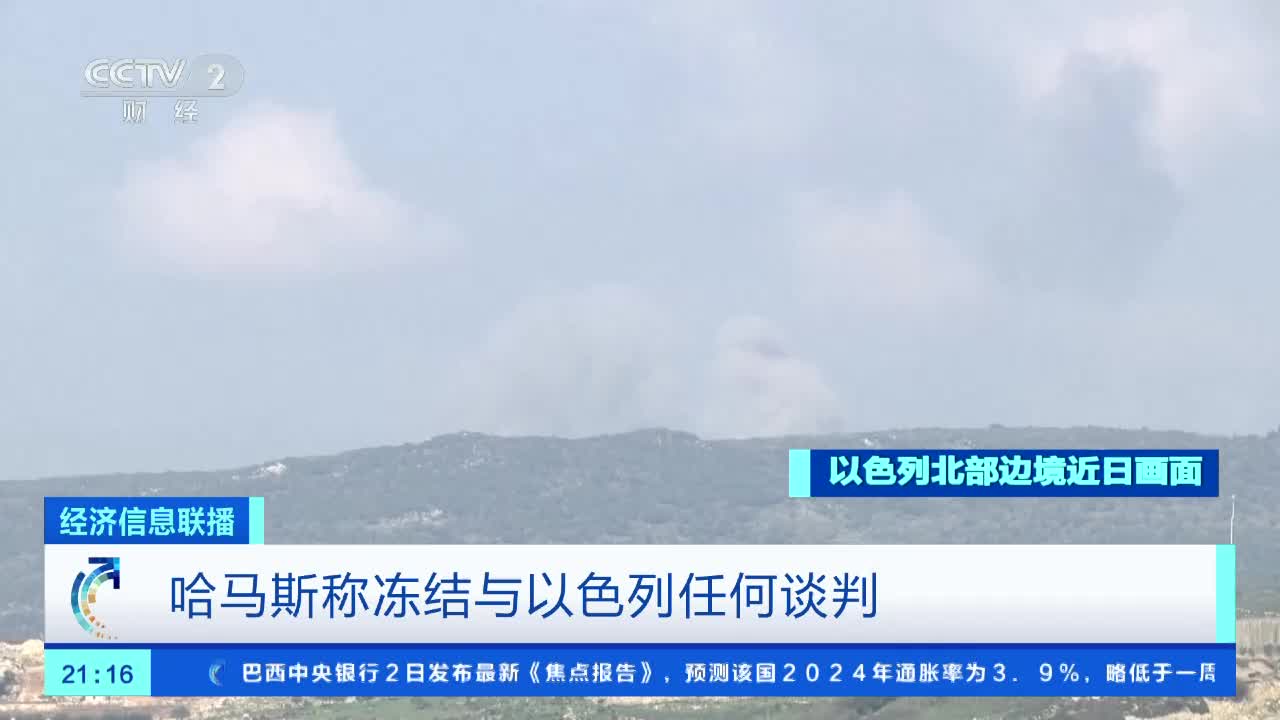 CCTV 2
财经
以色列北部边境近日画面
经济信息联播
哈马斯称冻结与以色列任何谈判
21:16
巴西中央银行2日发布最新《焦点报告》，预测该国2024年通胀率为3．9%，略低于一周